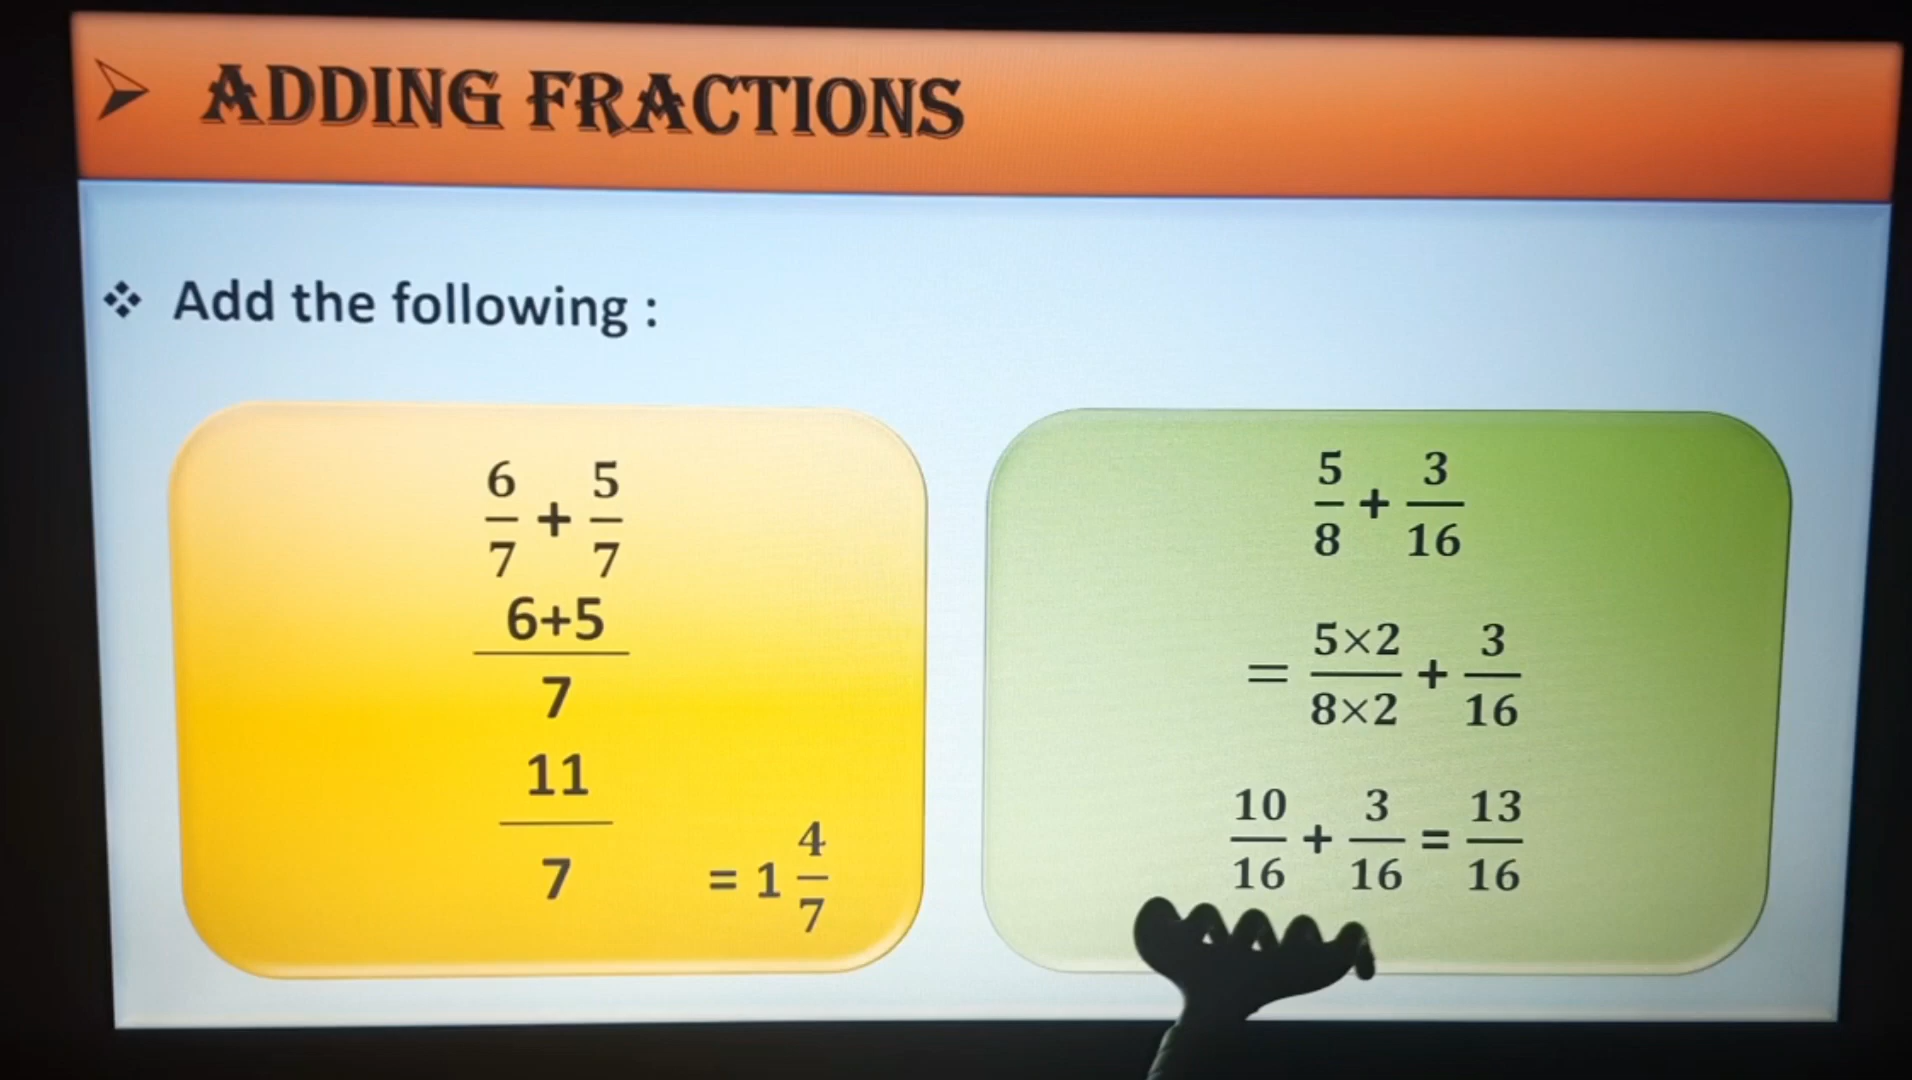 ADDING FRACTIONS
Add the following :
6/7 + 5/7
6+5
7
11
7
= 1 4/7
5/8 + 3/16
= 5×2/8×2 + 3/16
10/16 + 3/16 = 13/16